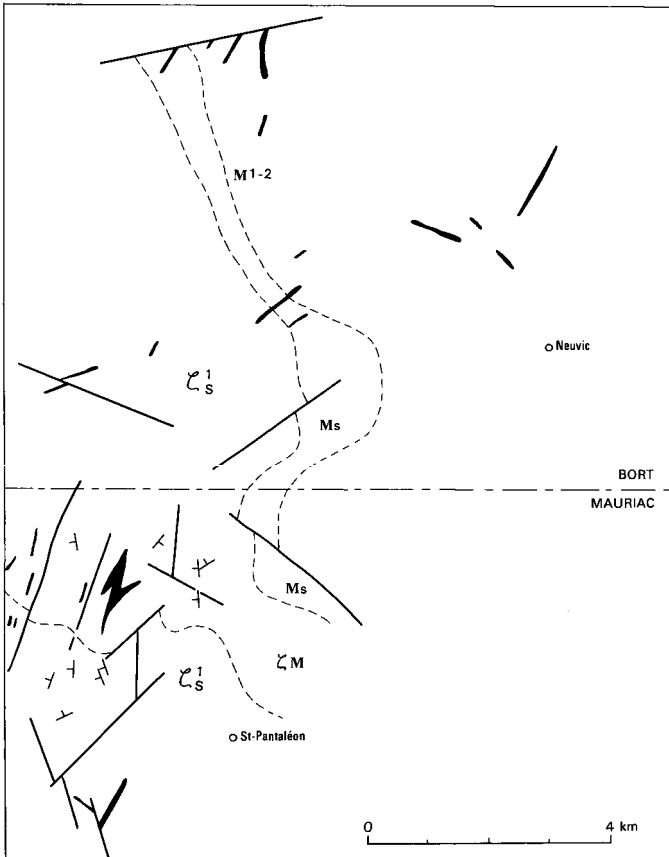 M1-2
Neuvic
ζ1S
Ms
BORT
MAURIAC
Ms
ζM
ζ1S
St-Pantaléon
0 4 km